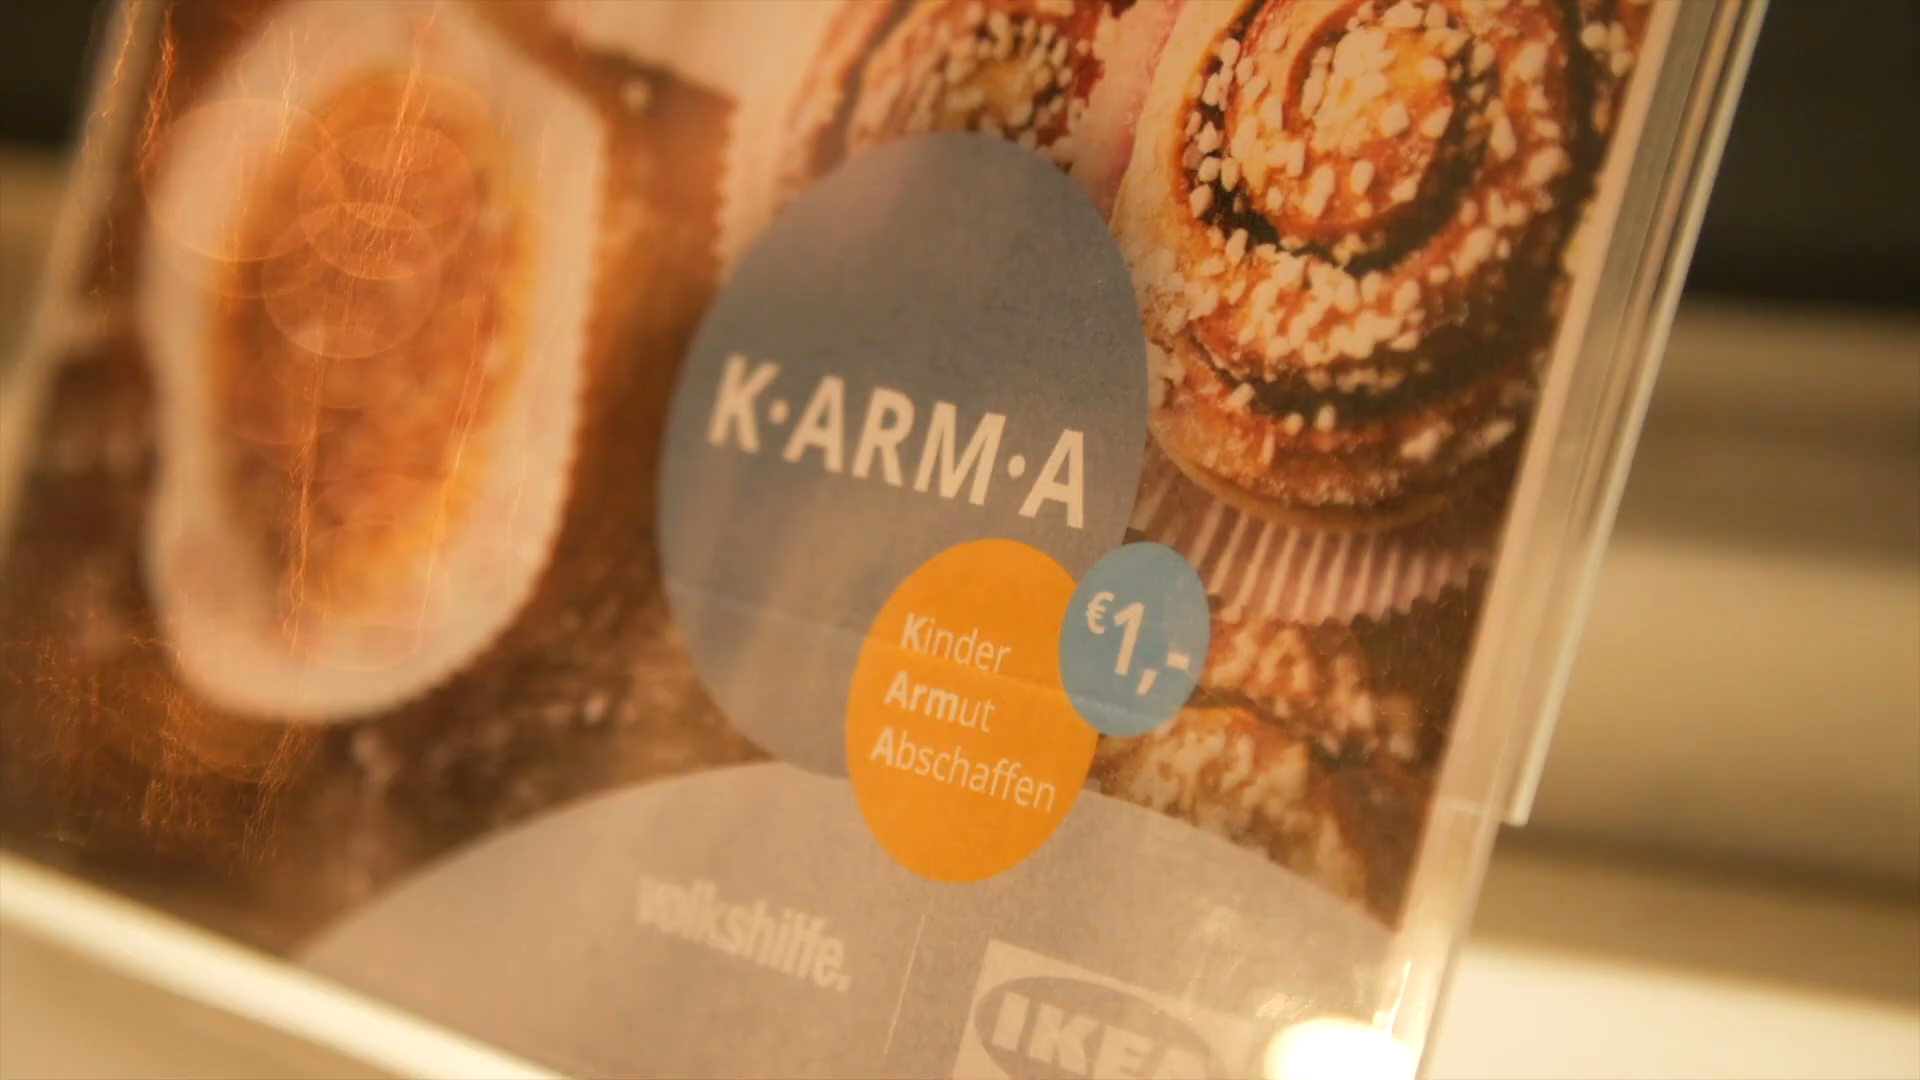 K·ARM·A
€1,-
Kinder
Armut
Abschaffen
volkshilfe.
IKEA